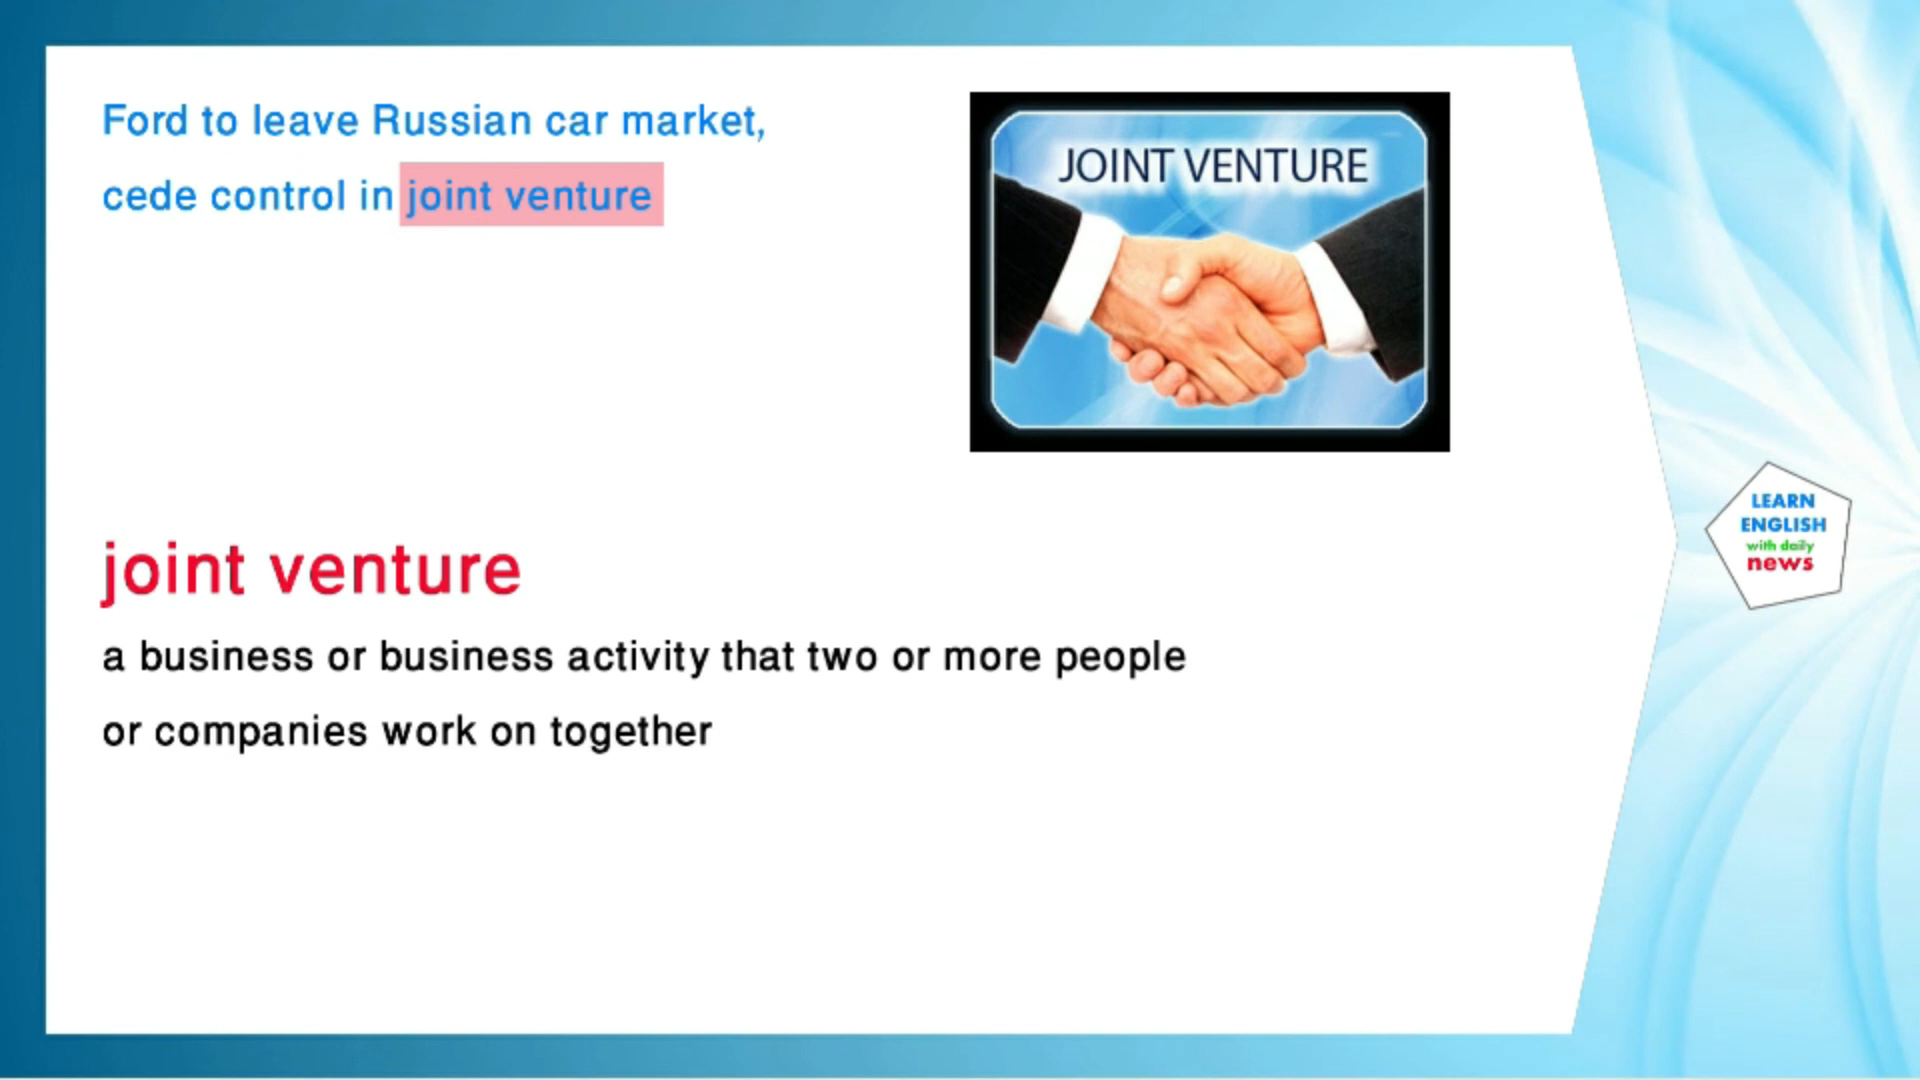 Ford to leave Russian car market,
cede control in joint venture
JOINT VENTURE
joint venture
a business or business activity that two or more people
or companies work on together
LEARN
ENGLISH
with daily
news